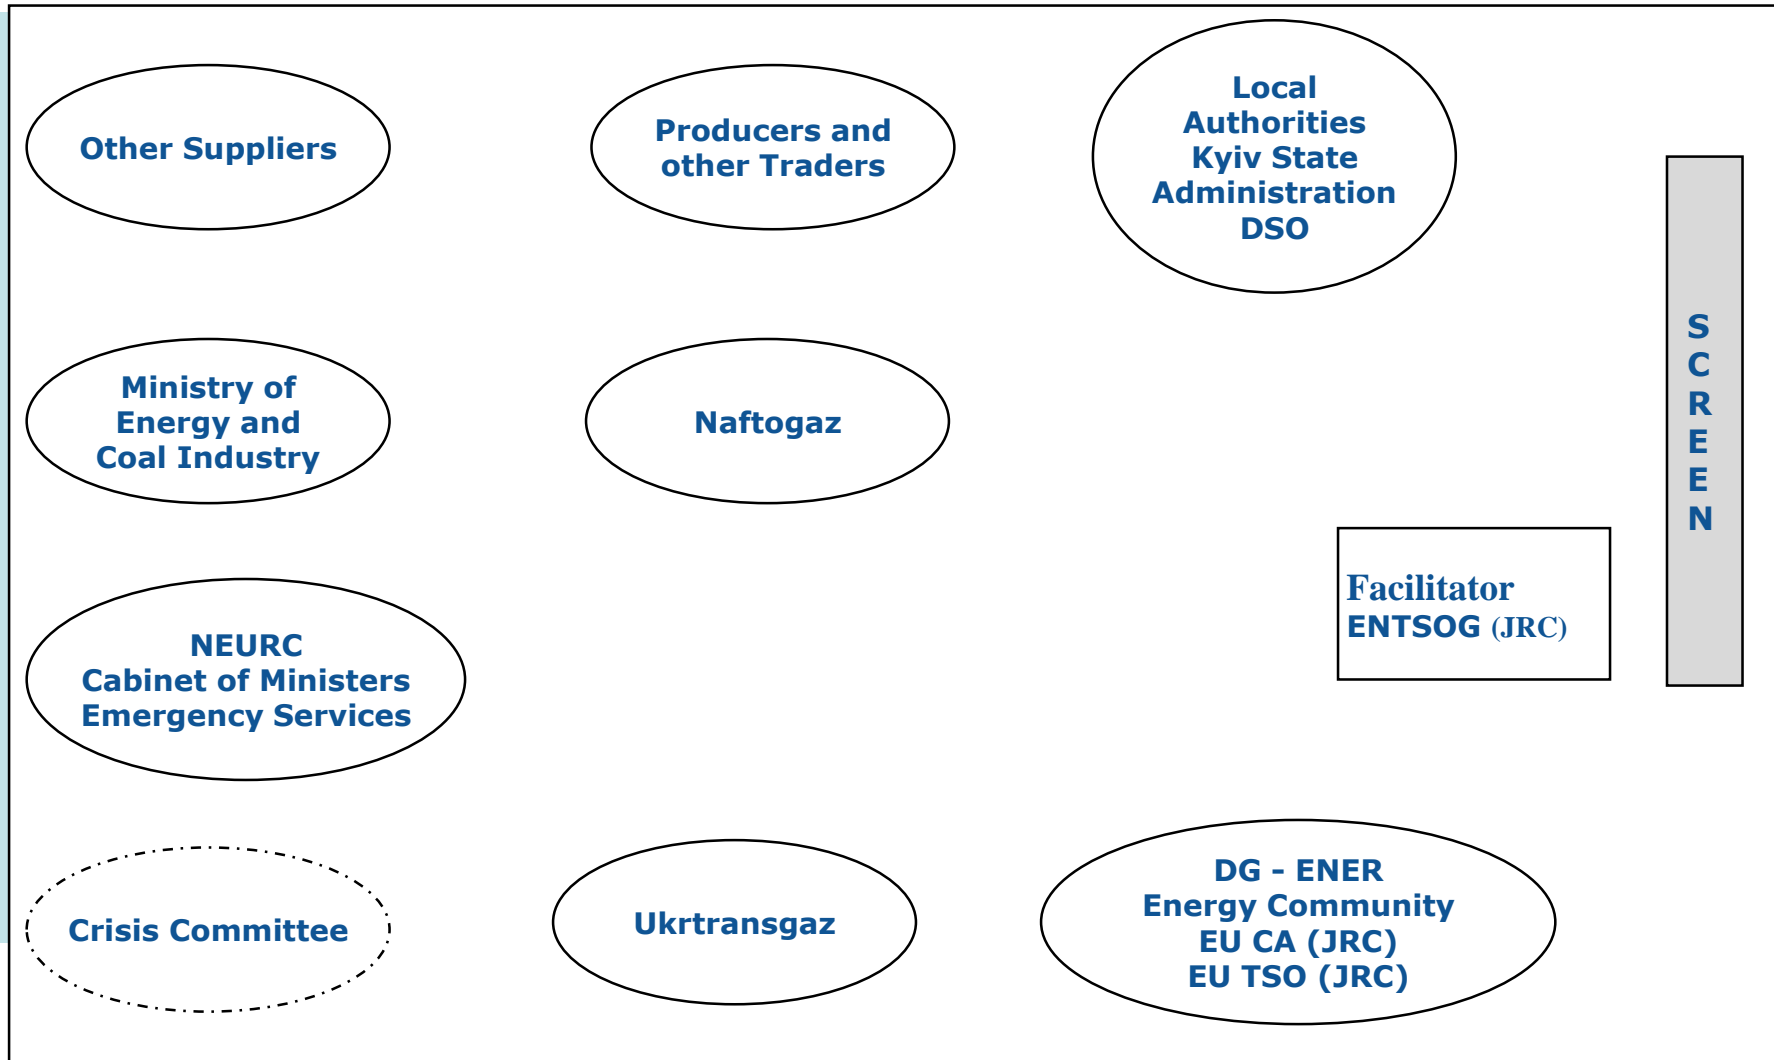 Other Suppliers
Producers and
other Traders
Local
Authorities
Kyiv State
Administration
DSO
Ministry of
Energy and
Coal Industry
Naftogaz
S
C
R
E
E
N
Facilitator
ENTSOG (JRC)
NEURC
Cabinet of Ministers
Emergency Services
Crisis Committee
Ukrtransgaz
DG - ENER
Energy Community
EU CA (JRC)
EU TSO (JRC)